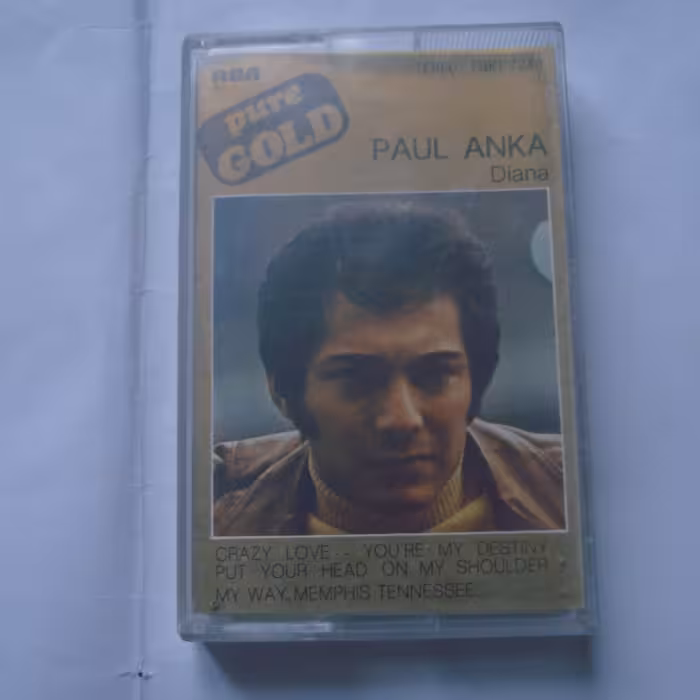 RCA
pure
GOLD
PAUL ANKA
Diana
CRAZY LOVE - YOU'RE MY DESTINY
PUT YOUR HEAD ON MY SHOULDER
MY WAY, MEMPHIS TENNESSEE...